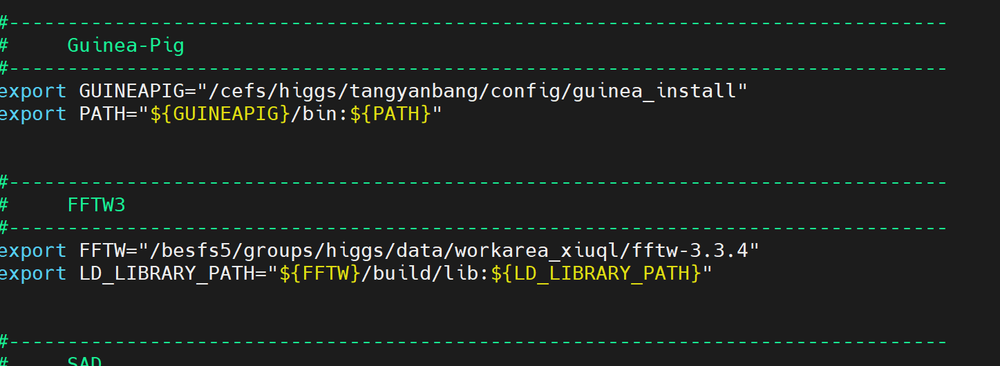 #--------------------------------------------------------------------------------
#     Guinea-Pig
#--------------------------------------------------------------------------------
export GUINEAPIG="/cefs/higgs/tangyanbang/config/guinea_install"
export PATH="${GUINEAPIG}/bin:${PATH}"
#--------------------------------------------------------------------------------
#     FFTW3
#--------------------------------------------------------------------------------
export FFTW="/besfs5/groups/higgs/data/workarea_xiuql/fftw-3.3.4"
export LD_LIBRARY_PATH="${FFTW}/build/lib:${LD_LIBRARY_PATH}"
#--------------------------------------------------------------------------------
#     SAD